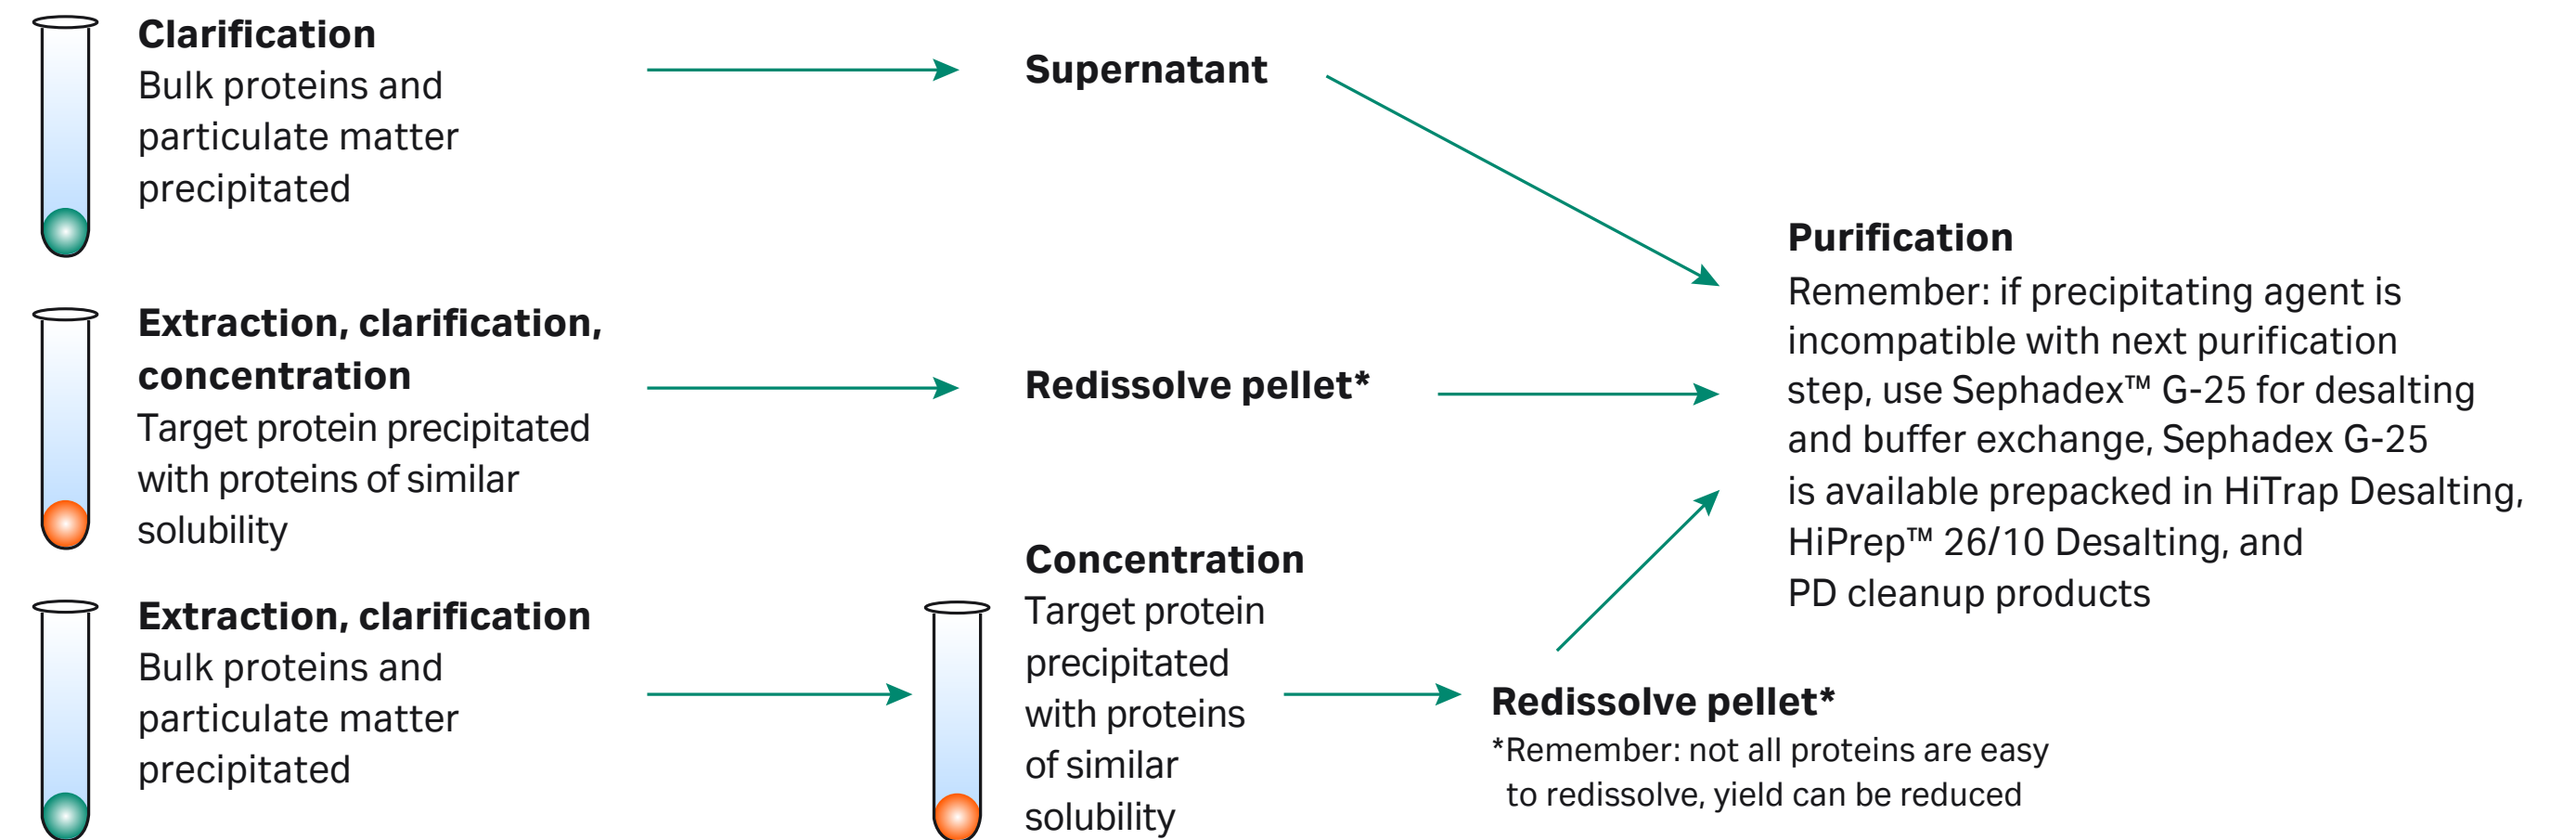 Clarification
Bulk proteins and
particulate matter
precipitated
Supernatant
Extraction, clarification,
concentration
Target protein precipitated
with proteins of similar
solubility
Redissolve pellet*
Extraction, clarification
Bulk proteins and
particulate matter
precipitated
Concentration
Target protein
precipitated
with proteins
of similar
solubility
Redissolve pellet*
*Remember: not all proteins are easy
to redissolve, yield can be reduced
Purification
Remember: if precipitating agent is
incompatible with next purification
step, use Sephadex™ G-25 for desalting
and buffer exchange, Sephadex G-25
is available prepacked in HiTrap Desalting,
HiPrep™ 26/10 Desalting, and
PD cleanup products